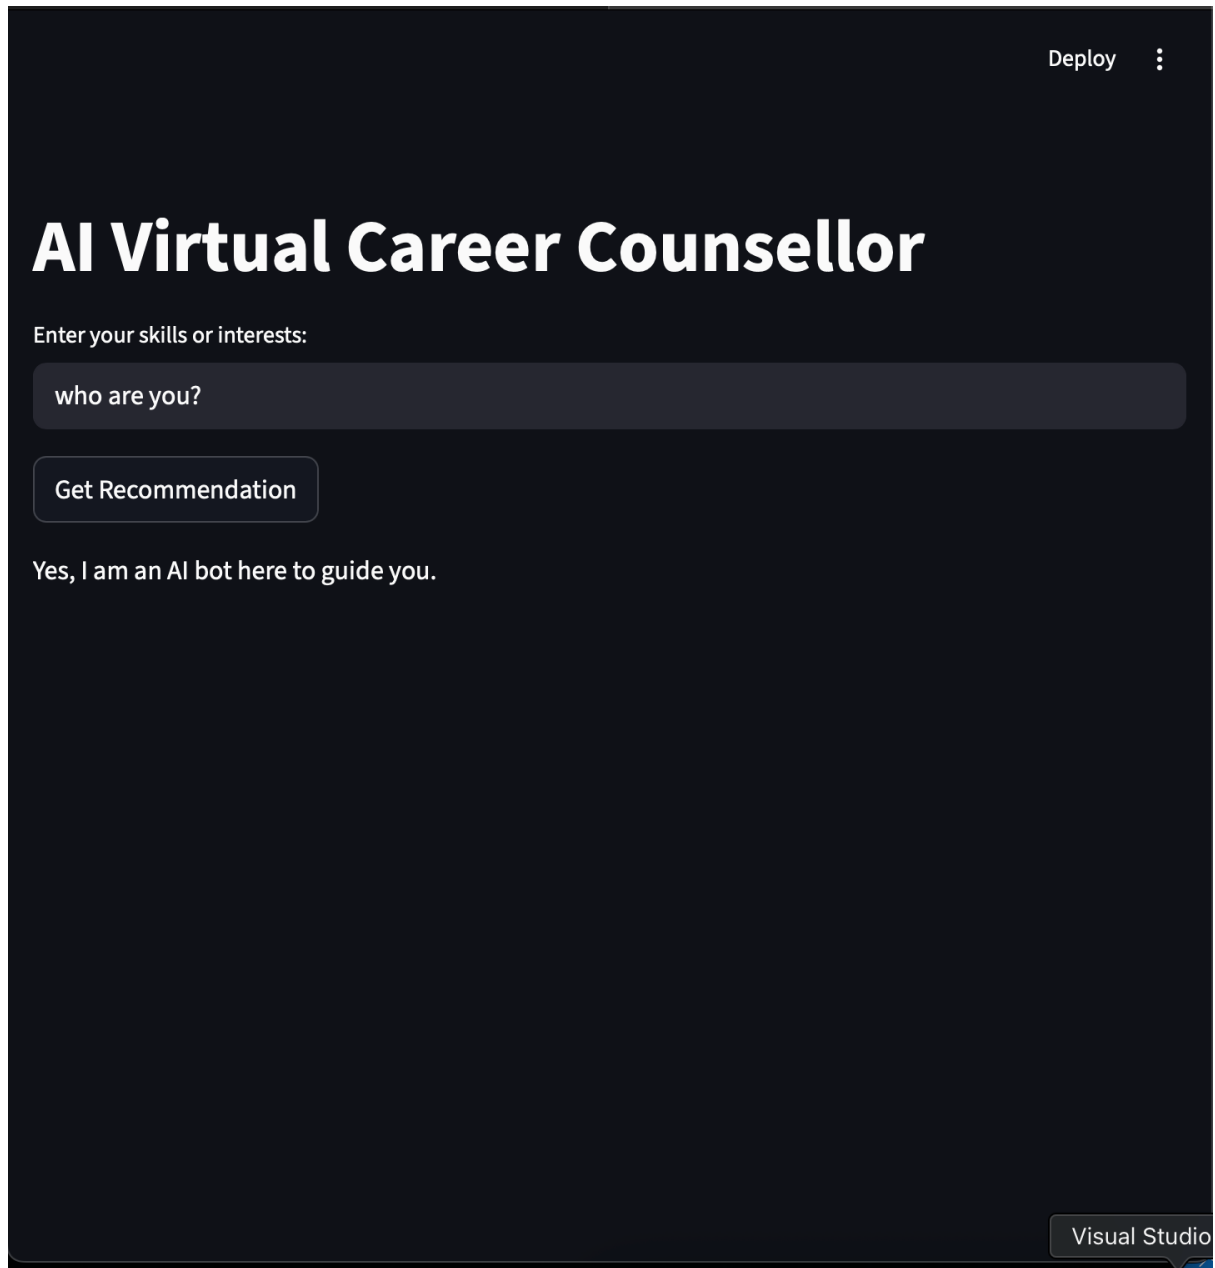 Deploy
AI Virtual Career Counsellor
Enter your skills or interests:
who are you?
Get Recommendation
Yes, I am an AI bot here to guide you.
Visual Studio